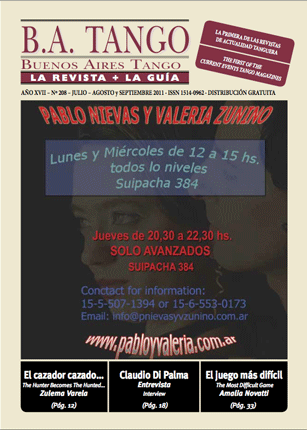 B.A. TANGO
BUENOS AIRES TANGO
LA REVISTA + LA GUÍA
LA PRIMERA DE LAS REVISTAS
DE ACTUALIDAD TANGUERA
THE FIRST OF THE
CURRENT EVENTS TANGO MAGAZINES
AÑO XVII – Nº 208 – JULIO – AGOSTO y SEPTIEMBRE 2011 - ISSN 1514-0962 - DISTRIBUCIÓN GRATUITA
PABLO NIEVAS Y VALERIA ZUNINO
Lunes y Miércoles de 12 a 15 hs.
todos lo niveles
Suipacha 384
Jueves de 20,30 a 22,30 hs.
SOLO AVANZADOS
SUIPACHA 384
Conctact for information:
15-5-507-1394 or 15-6-553-0173
Email: info@pnievasyvzunino.com.ar
www.pabloyvaleria.com.ar
El cazador cazado...
The Hunter Becomes The Hunted...
Zulema Varela
(Pág. 12)
Claudio Di Palma
Entrevista
Interview
(Pág. 18)
El juego más difícil
The Most Difficult Game
Amalia Novatti
(Pág. 33)